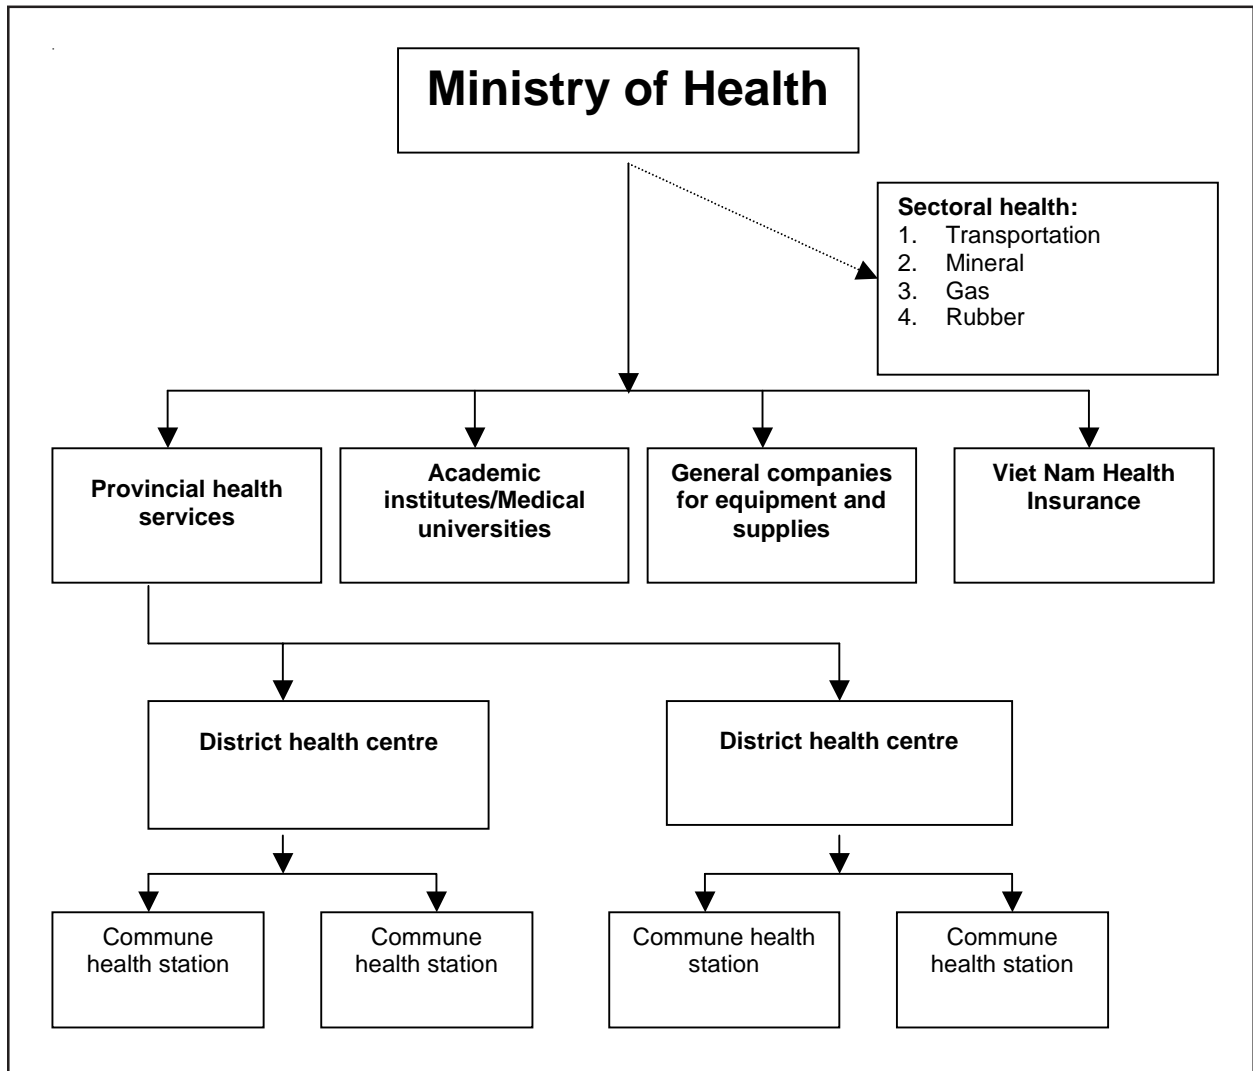 Ministry of Health
Sectoral health:
1. Transportation
2. Mineral
3. Gas
4. Rubber
Provincial health
services
Academic
institutes/Medical
universities
General companies
for equipment and
supplies
Viet Nam Health
Insurance
District health centre
District health centre
Commune
health station
Commune
health station
Commune health
station
Commune
health station